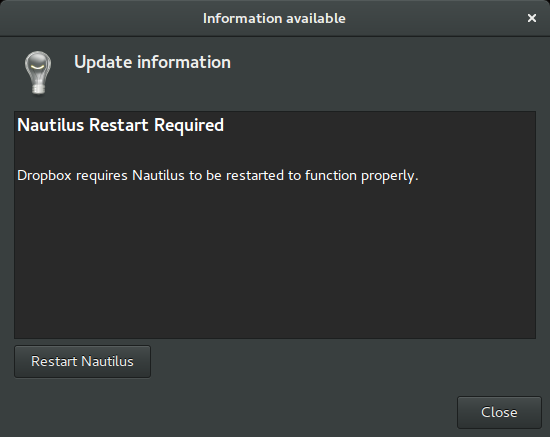 Information available
Update information
Nautilus Restart Required
Dropbox requires Nautilus to be restarted to function properly.
Restart Nautilus
Close